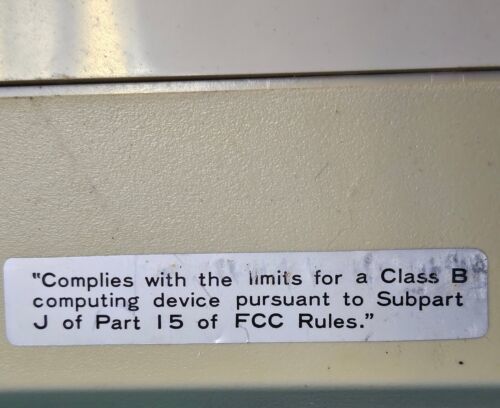 "Complies with the limits for a Class B
computing device pursuant to Subpart
J of Part 15 of FCC Rules."